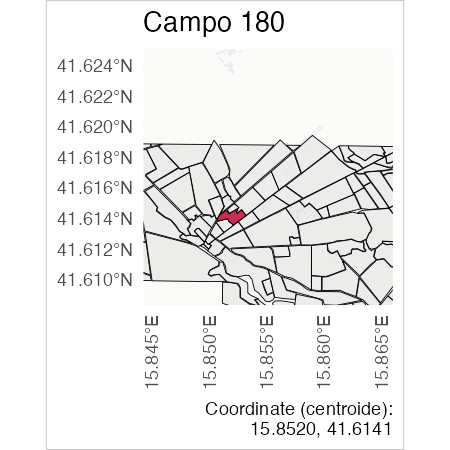 Campo 180
41.624°N
41.622°N
41.620°N
41.618°N
41.616°N
41.614°N
41.612°N
41.610°N
15.845°E
15.850°E
15.855°E
15.860°E
15.865°E
Coordinate (centroide):
15.8520, 41.6141